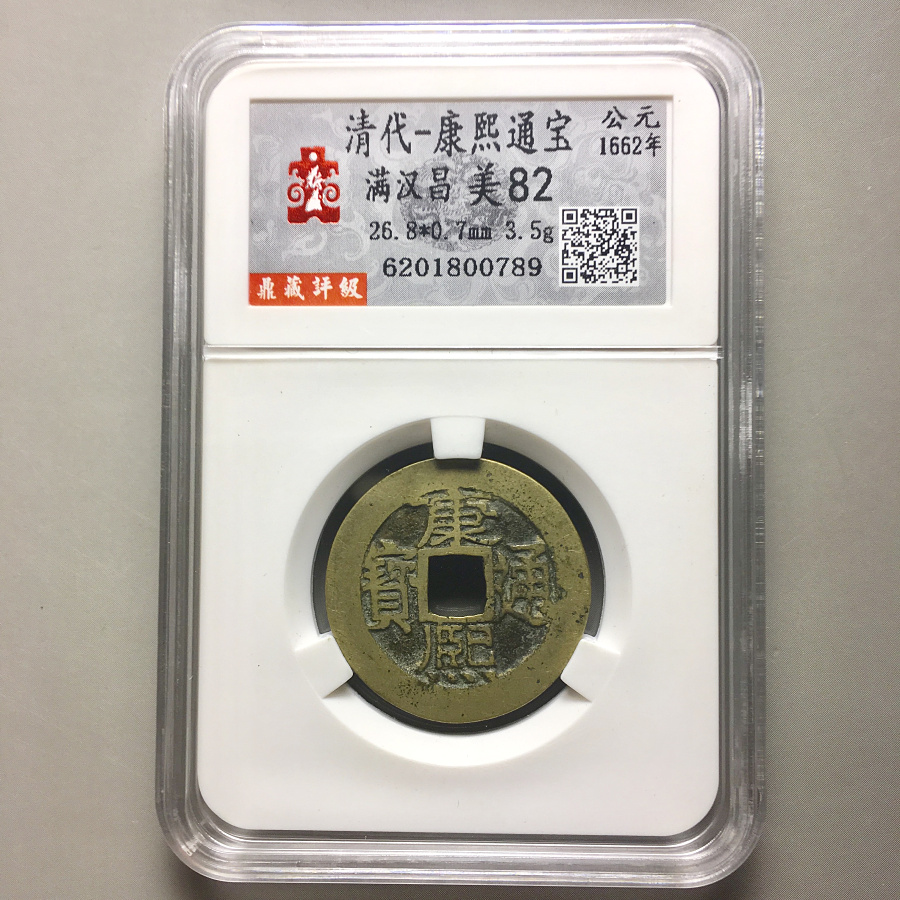 清代-康熙通宝
公元
1662年
满汉昌 美82
26.8*0.7mm 3.5g
6201800789
鼎藏評級
康熙通寶